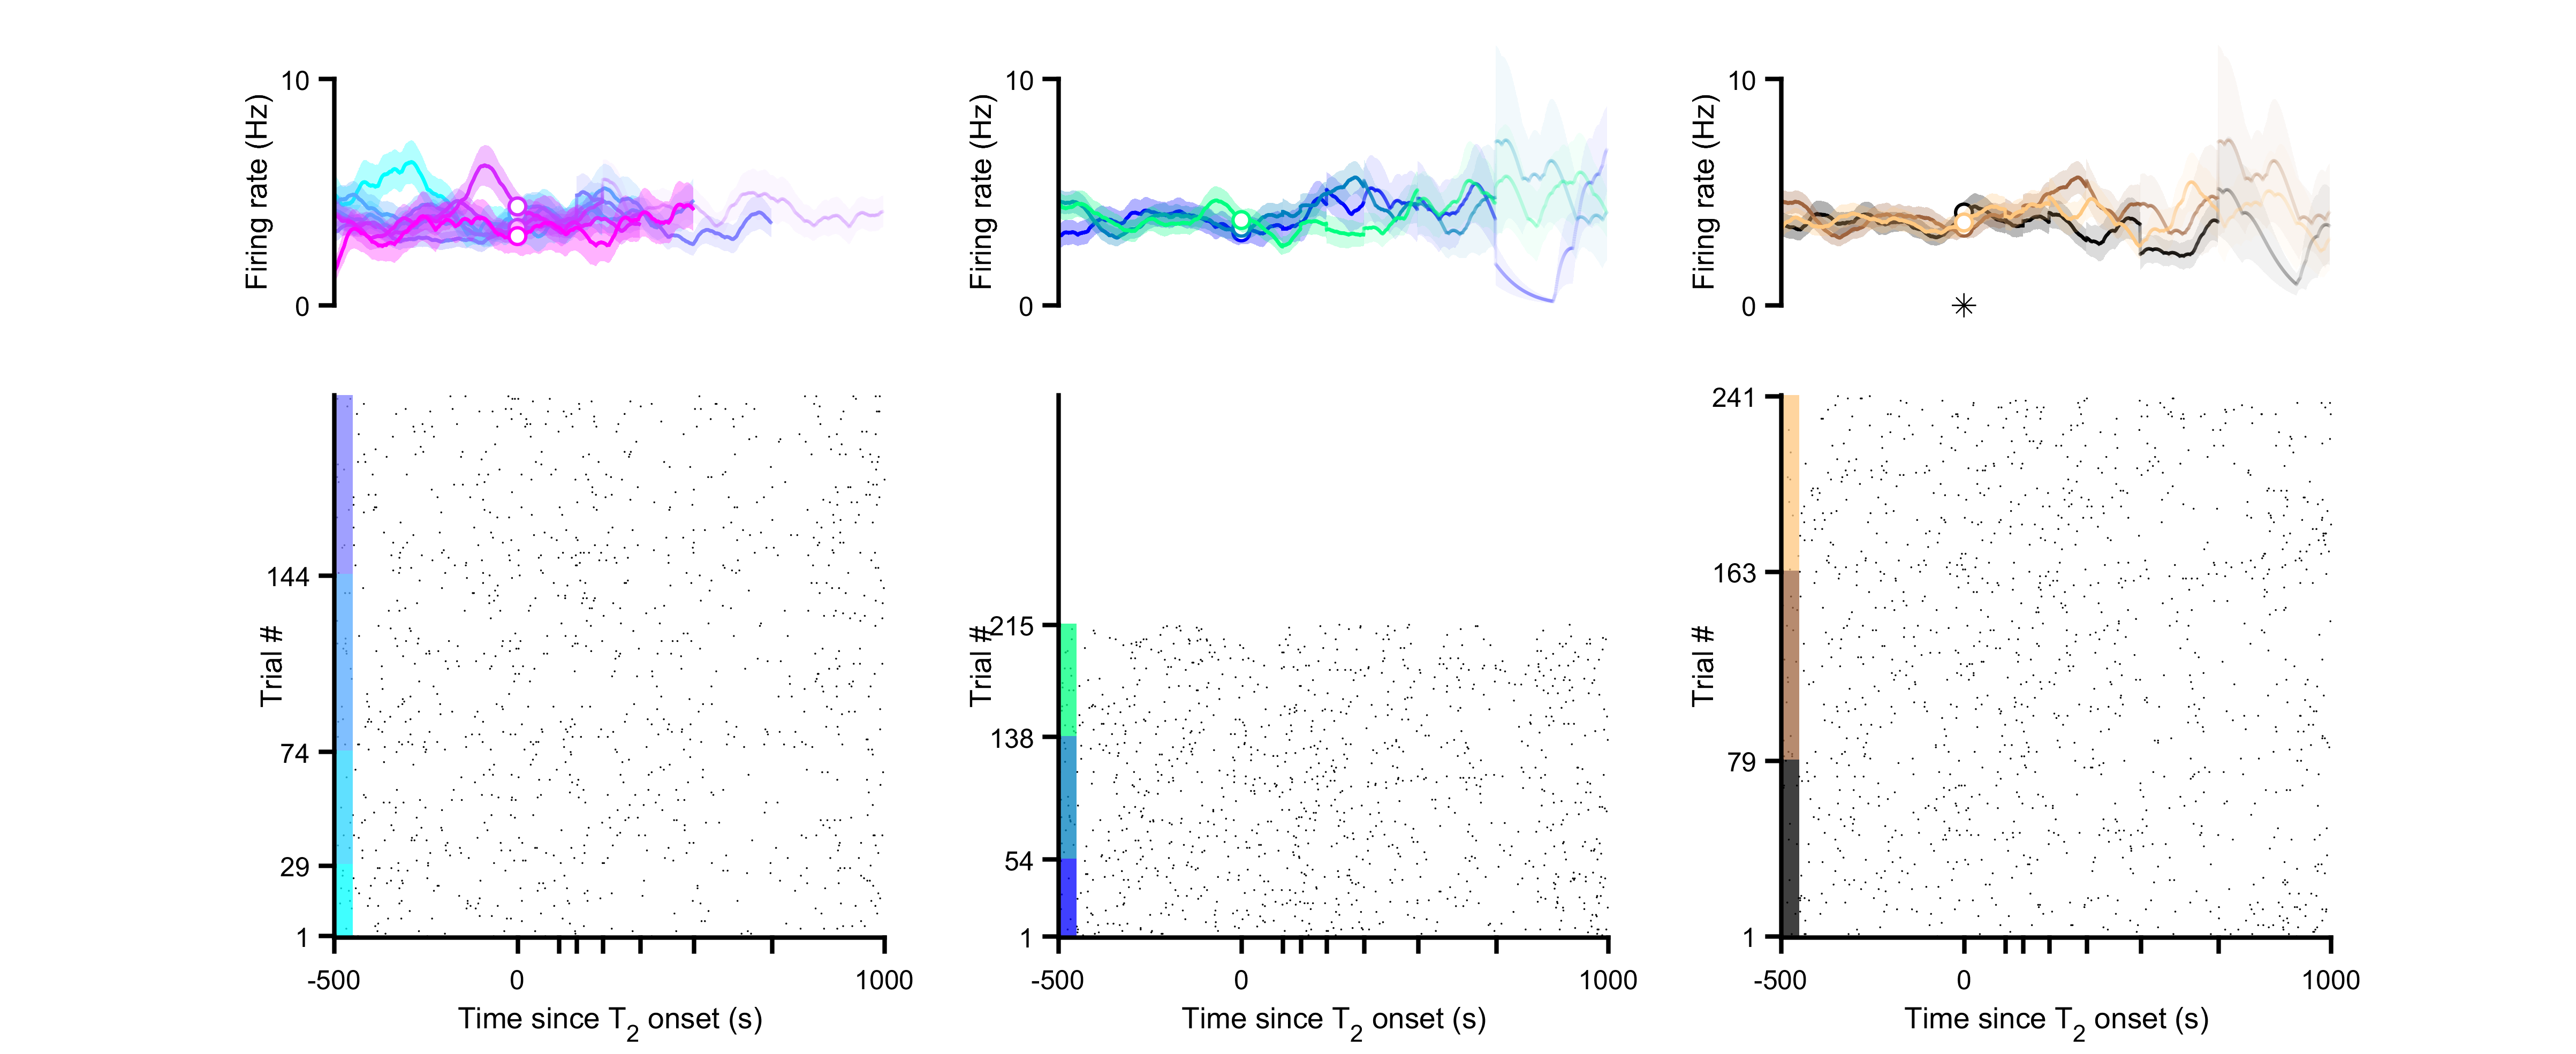 10
Firing rate (Hz)
0
10
Firing rate (Hz)
0
10
Firing rate (Hz)
0
144
74
29
1
Trial #
-500 0 1000
Time since T2 onset (s)
215
138
54
1
Trial #
-500 0 1000
Time since T2 onset (s)
241
163
79
1
Trial #
-500 0 1000
Time since T2 onset (s)